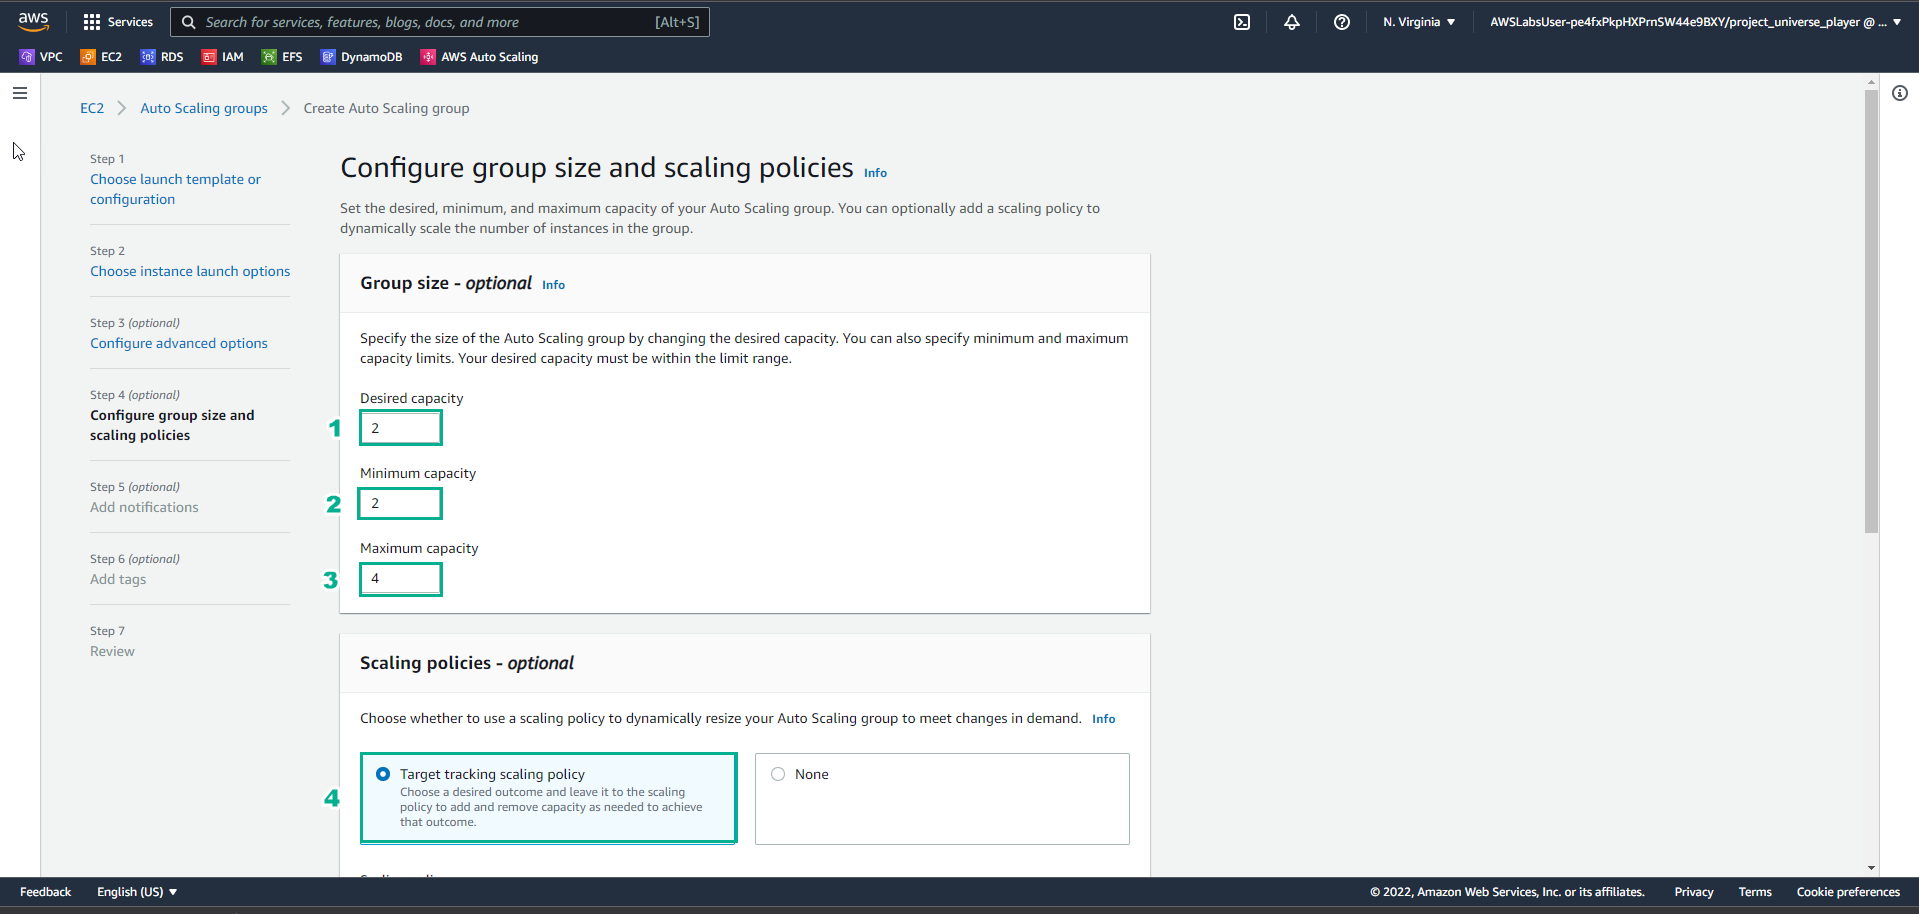 aws
Services
Search for services, features, blogs, docs, and more
[Alt+S]
N. Virginia
AWSLabsUser-pe4fxPkpHXPrnSW44e9BXY/project_universe_player @ ...
VPC
EC2
RDS
IAM
EFS
DynamoDB
AWS Auto Scaling
EC2
Auto Scaling groups
Create Auto Scaling group
Step 1
Choose launch template or
configuration
Step 2
Choose instance launch options
Step 3 (optional)
Configure advanced options
Step 4 (optional)
Configure group size and
scaling policies
Step 5 (optional)
Add notifications
Step 6 (optional)
Add tags
Step 7
Review
Configure group size and scaling policies Info
Set the desired, minimum, and maximum capacity of your Auto Scaling group. You can optionally add a scaling policy to
dynamically scale the number of instances in the group.
Group size - optional Info
Specify the size of the Auto Scaling group by changing the desired capacity. You can also specify minimum and maximum
capacity limits. Your desired capacity must be within the limit range.
Desired capacity
1
2
Minimum capacity
2
2
Maximum capacity
3
4
Scaling policies - optional
Choose whether to use a scaling policy to dynamically resize your Auto Scaling group to meet changes in demand. Info
4
Target tracking scaling policy
Choose a desired outcome and leave it to the scaling
policy to add and remove capacity as needed to achieve
that outcome.
None
Feedback
English (US)
© 2022, Amazon Web Services, Inc. or its affiliates.
Privacy
Terms
Cookie preferences